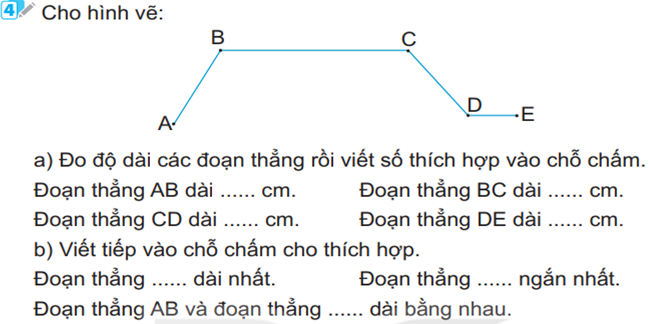 4 Cho hình vẽ:
B
C
D
E
A
a) Đo độ dài các đoạn thẳng rồi viết số thích hợp vào chỗ chấm.
Đoạn thẳng AB dài ...... cm. Đoạn thẳng BC dài ...... cm.
Đoạn thẳng CD dài ...... cm. Đoạn thẳng DE dài ...... cm.
b) Viết tiếp vào chỗ chấm cho thích hợp.
Đoạn thẳng ...... dài nhất. Đoạn thẳng ...... ngắn nhất.
Đoạn thẳng AB và đoạn thẳng ...... dài bằng nhau.